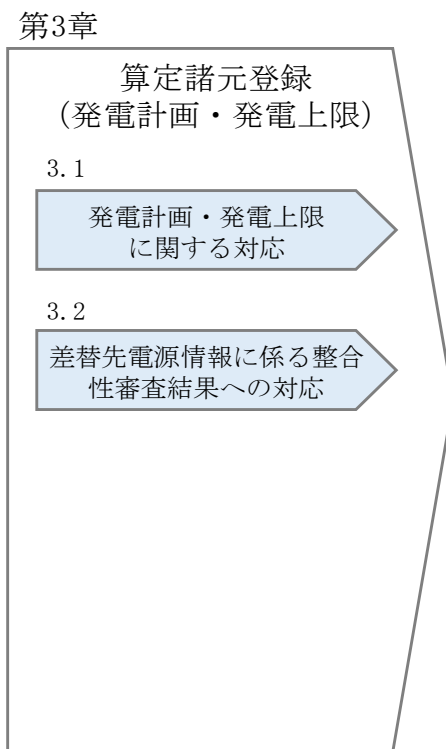 第3章
算定諸元登録
（発電計画・発電上限）
3.1
発電計画・発電上限
に関する対応
3.2
差替先電源情報に係る整合
性審査結果への対応